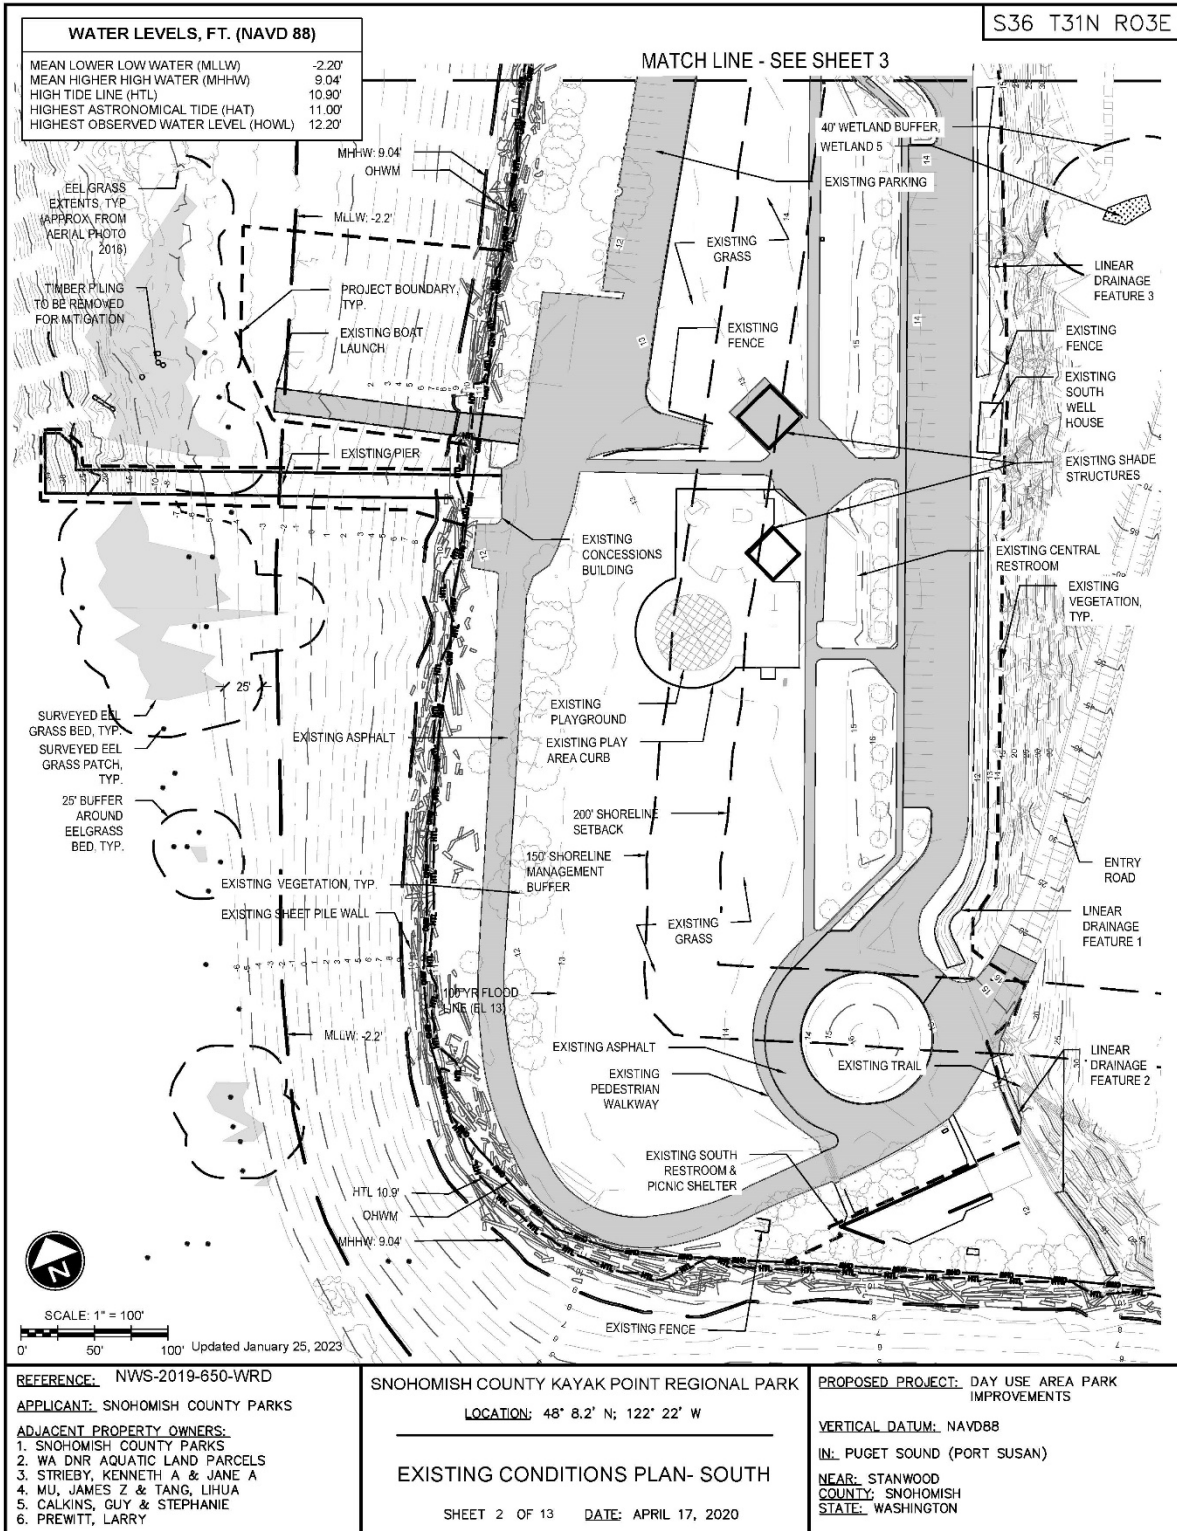 S36 T31N R03E
WATER LEVELS, FT. (NAVD 88)
MEAN LOWER LOW WATER (MLLW) -2.20'
MEAN HIGHER HIGH WATER (MHHW) 9.04'
HIGH TIDE LINE (HTL) 10.90'
HIGHEST ASTRONOMICAL TIDE (HAT) 11.00'
HIGHEST OBSERVED WATER LEVEL (HOWL) 12.20'
MATCH LINE - SEE SHEET 3
40' WETLAND BUFFER,
WETLAND 5
MHHW: 9.04'
OHWM
EXISTING PARKING
EEL GRASS
EXTENTS, TYP
(APPROX. FROM
AERIAL PHOTO
2016)
MLLW: -2.2'
EXISTING
GRASS
LINEAR
DRAINAGE
FEATURE 3
TIMBER PILING
TO BE REMOVED
FOR MITIGATION
PROJECT BOUNDARY,
TYP.
EXISTING BOAT
LAUNCH
EXISTING
FENCE
EXISTING
FENCE
EXISTING
SOUTH
WELL
HOUSE
EXISTING PIER
EXISTING SHADE
STRUCTURES
EXISTING
CONCESSIONS
BUILDING
EXISTING CENTRAL
RESTROOM
EXISTING
VEGETATION,
TYP.
25'
SURVEYED EEL
GRASS BED, TYP.
SURVEYED EEL
GRASS PATCH,
TYP.
EXISTING ASPHALT
EXISTING
PLAYGROUND
EXISTING PLAY
AREA CURB
25' BUFFER
AROUND
EELGRASS
BED, TYP.
200' SHORELINE
SETBACK
150' SHORELINE
MANAGEMENT
BUFFER
EXISTING VEGETATION, TYP.
EXISTING SHEET PILE WALL
ENTRY
ROAD
EXISTING
GRASS
LINEAR
DRAINAGE
FEATURE 1
100 YR FLOOD
LINE (EL 13)
MLLW: -2.2'
EXISTING ASPHALT
EXISTING
PEDESTRIAN
WALKWAY
EXISTING TRAIL
LINEAR
DRAINAGE
FEATURE 2
EXISTING SOUTH
RESTROOM &
PICNIC SHELTER
HTL 10.9'
OHWM
MHHW: 9.04'
EXISTING FENCE
N
SCALE: 1" = 100'
0' 50' 100'
Updated January 25, 2023
REFERENCE: NWS-2019-650-WRD
APPLICANT: SNOHOMISH COUNTY PARKS
ADJACENT PROPERTY OWNERS:
1. SNOHOMISH COUNTY PARKS
2. WA DNR AQUATIC LAND PARCELS
3. STRIEBY, KENNETH A & JANE A
4. MU, JAMES Z & TANG, LIHUA
5. CALKINS, GUY & STEPHANIE
6. PREWITT, LARRY
SNOHOMISH COUNTY KAYAK POINT REGIONAL PARK
LOCATION: 48° 8.2' N; 122° 22' W
EXISTING CONDITIONS PLAN- SOUTH
SHEET 2 OF 13 DATE: APRIL 17, 2020
PROPOSED PROJECT: DAY USE AREA PARK
IMPROVEMENTS
VERTICAL DATUM: NAVD88
IN: PUGET SOUND (PORT SUSAN)
NEAR: STANWOOD
COUNTY: SNOHOMISH
STATE: WASHINGTON